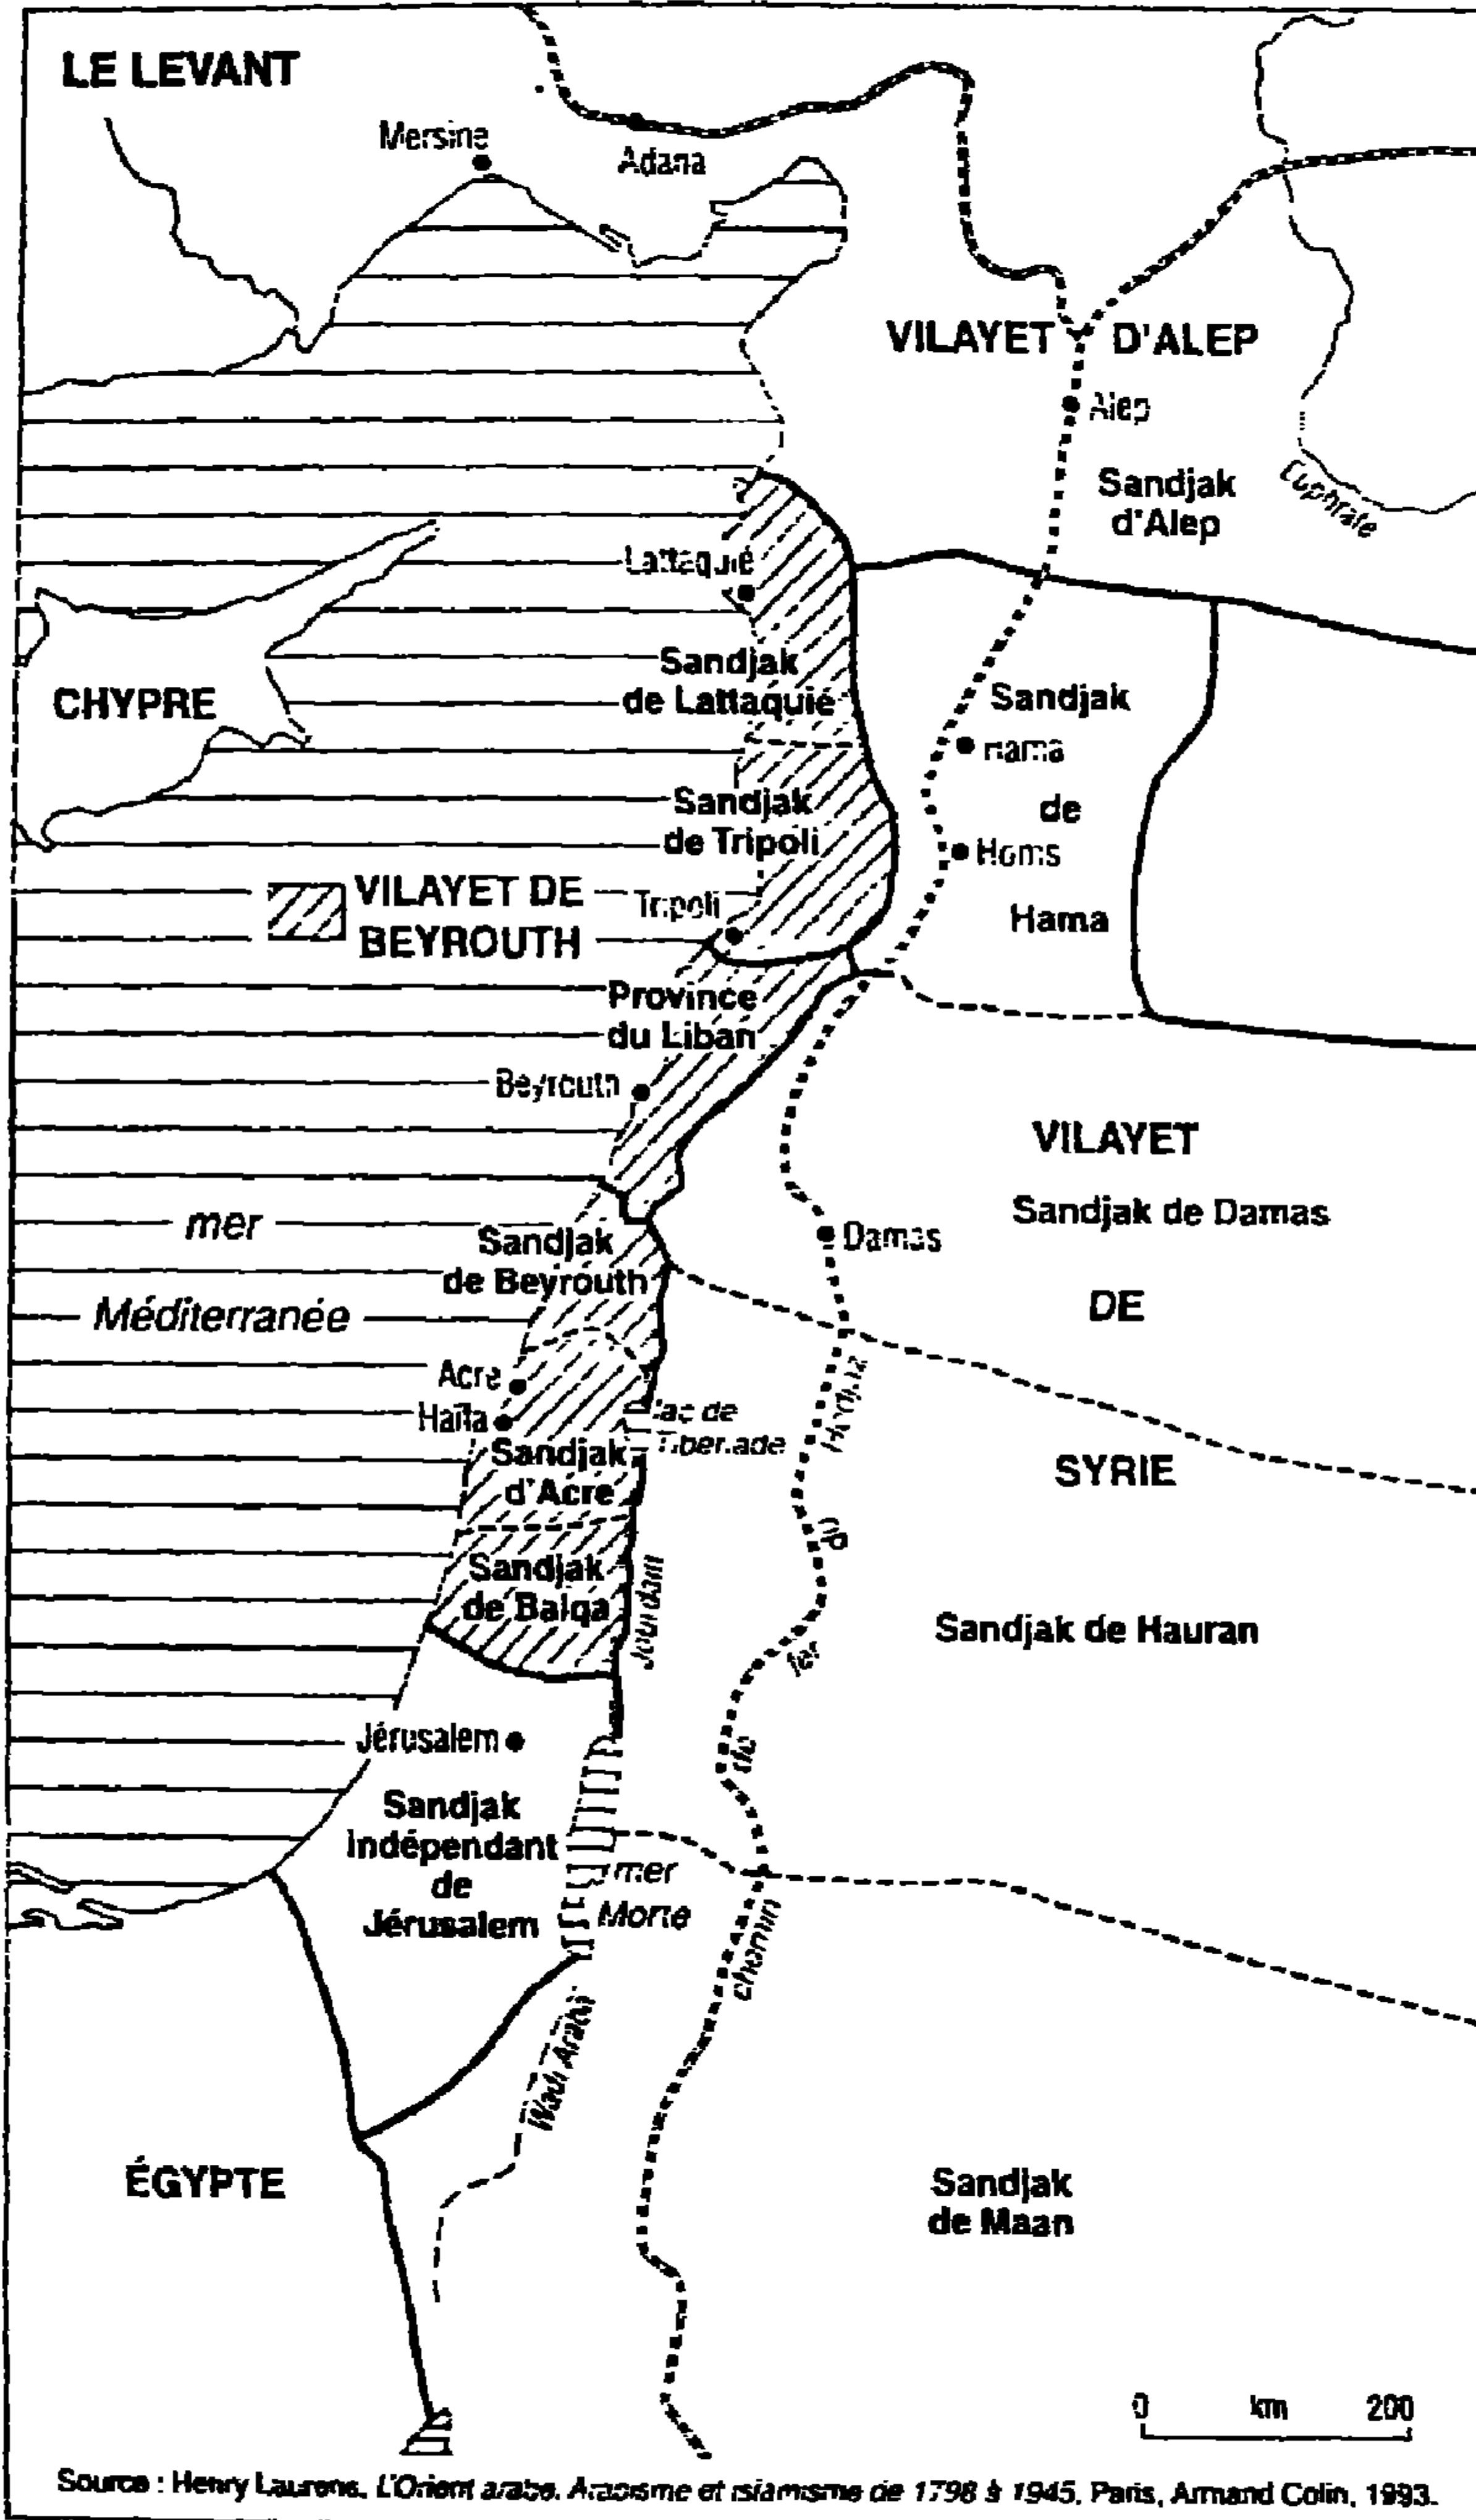 LE LEVANT
Mersine
Adana
VILAYET D'ALEP
Alep
Sandjak
d'Alep
Euphrate
Lattaquié
Sandjak
de Lattaquié
CHYPRE
Sandjak
Hama
de
Homs
Hama
Sandjak
de Tripoli
VILAYET DE
BEYROUTH
Tripoli
Province
du Liban
Beyrouth
VILAYET
Sandjak de Damas
mer
Damas
Sandjak
de Beyrouth
DE
Méditerranée
Acre
Haïfa
lac de
Tibériade
Hedjaz
Sandjak
d'Acre
SYRIE
du
Sandjak
de Balqa
Jourdain
Sandjak de Hauran
fer
Jérusalem
de
Sandjak
Indépendant
de
Jérusalem
mer
Morte
chemin
Wadi Araba
ÉGYPTE
Sandjak
de Maan
0 km 200
Source : Henry Laurens, L'Orient arabe. Arabisme et islamisme de 1798 à 1945, Paris, Armand Colin, 1993.